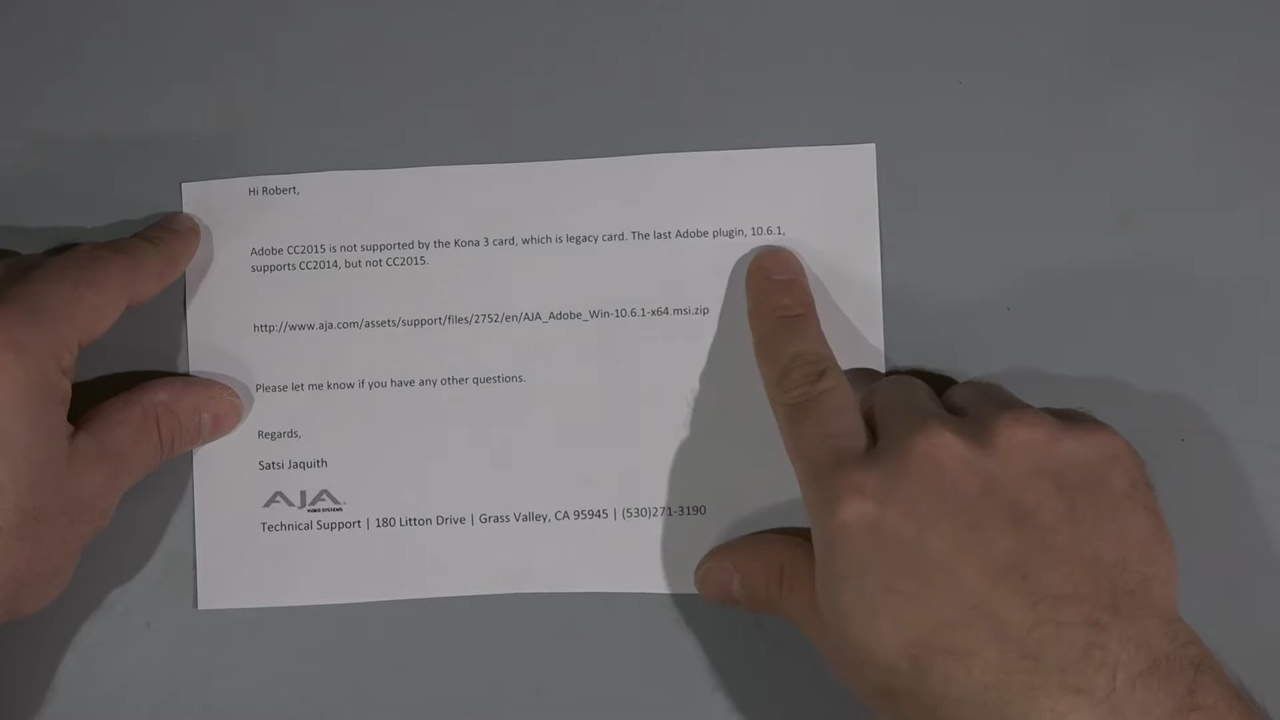 Hi Robert,
Adobe CC2015 is not supported by the Kona 3 card, which is legacy card. The last Adobe plugin, 10.6.1,
supports CC2014, but not CC2015.
http://www.aja.com/assets/support/files/2752/en/AJA_Adobe_Win-10.6.1-x64.msi.zip
Please let me know if you have any other questions.
Regards,
Satsi Jaquith
AJA
VIDEO SYSTEMS
Technical Support | 180 Litton Drive | Grass Valley, CA 95945 | (530)271-3190